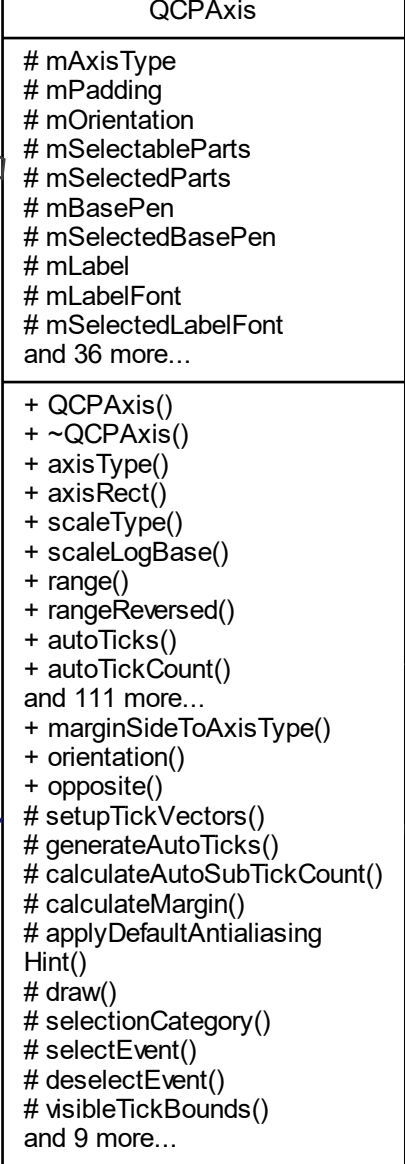 QCPAxis
# mAxisType
# mPadding
# mOrientation
# mSelectableParts
# mSelectedParts
# mBasePen
# mSelectedBasePen
# mLabel
# mLabelFont
# mSelectedLabelFont
and 36 more...
+ QCPAxis()
+ ~QCPAxis()
+ axisType()
+ axisRect()
+ scaleType()
+ scaleLogBase()
+ range()
+ rangeReversed()
+ autoTicks()
+ autoTickCount()
and 111 more...
+ marginSideToAxisType()
+ orientation()
+ opposite()
# setupTickVectors()
# generateAutoTicks()
# calculateAutoSubTickCount()
# calculateMargin()
# applyDefaultAntialiasing
Hint()
# draw()
# selectionCategory()
# selectEvent()
# deselectEvent()
# visibleTickBounds()
and 9 more...